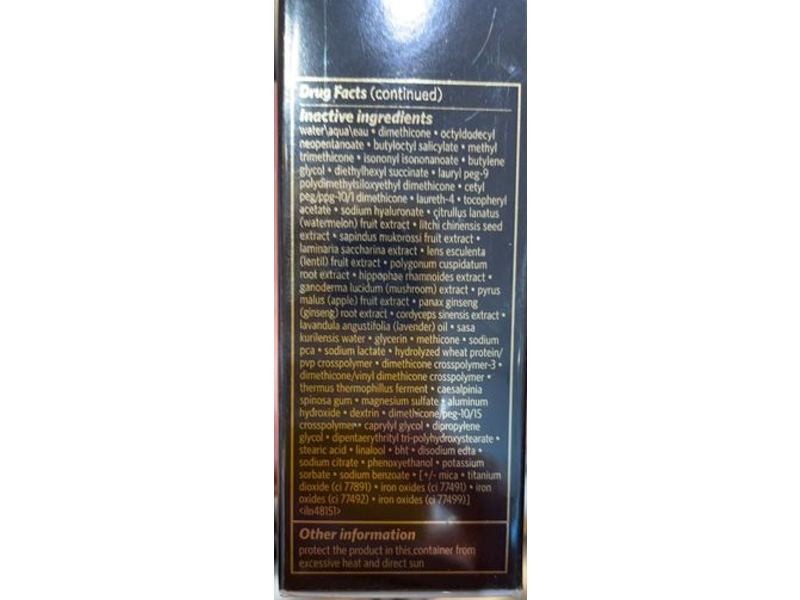 Drug Facts (continued)
Inactive ingredients
water\aqua\eau • dimethicone • octyldodecyl
neopentanoate • butyloctyl salicylate • methyl
trimethicone • isononyl isononanoate • butylene
glycol • diethylhexyl succinate • lauryl peg-9
polydimethylsiloxyethyl dimethicone • cetyl
peg/ppg-10/1 dimethicone • laureth-4 • tocopheryl
acetate • sodium hyaluronate • citrullus lanatus
(watermelon) fruit extract • litchi chinensis seed
extract • sapindus mukorossi fruit extract •
laminaria saccharina extract • lens esculenta
(lentil) fruit extract • polygonum cuspidatum
root extract • hippophae rhamnoides extract •
ganoderma lucidum (mushroom) extract • pyrus
malus (apple) fruit extract • panax ginseng
(ginseng) root extract • cordyceps sinensis extract •
lavandula angustifolia (lavender) oil • sasa
kurilensis water • glycerin • methicone • sodium
pca • sodium lactate • hydrolyzed wheat protein/
pvp crosspolymer • dimethicone crosspolymer-3 •
dimethicone/vinyl dimethicone crosspolymer •
thermus thermophillus ferment • caesalpinia
spinosa gum • magnesium sulfate • aluminum
hydroxide • dextrin • dimethicone/peg-10/15
crosspolymer • caprylyl glycol • dipropylene
glycol • dipentaerythrityl tri-polyhydroxystearate •
stearic acid • linalool • bht • disodium edta •
sodium citrate • phenoxyethanol • potassium
sorbate • sodium benzoate • [+/- mica • titanium
dioxide (ci 77891) • iron oxides (ci 77491) • iron
oxides (ci 77492) • iron oxides (ci 77499)]
<iln48151>
Other information
protect the product in this container from
excessive heat and direct sun